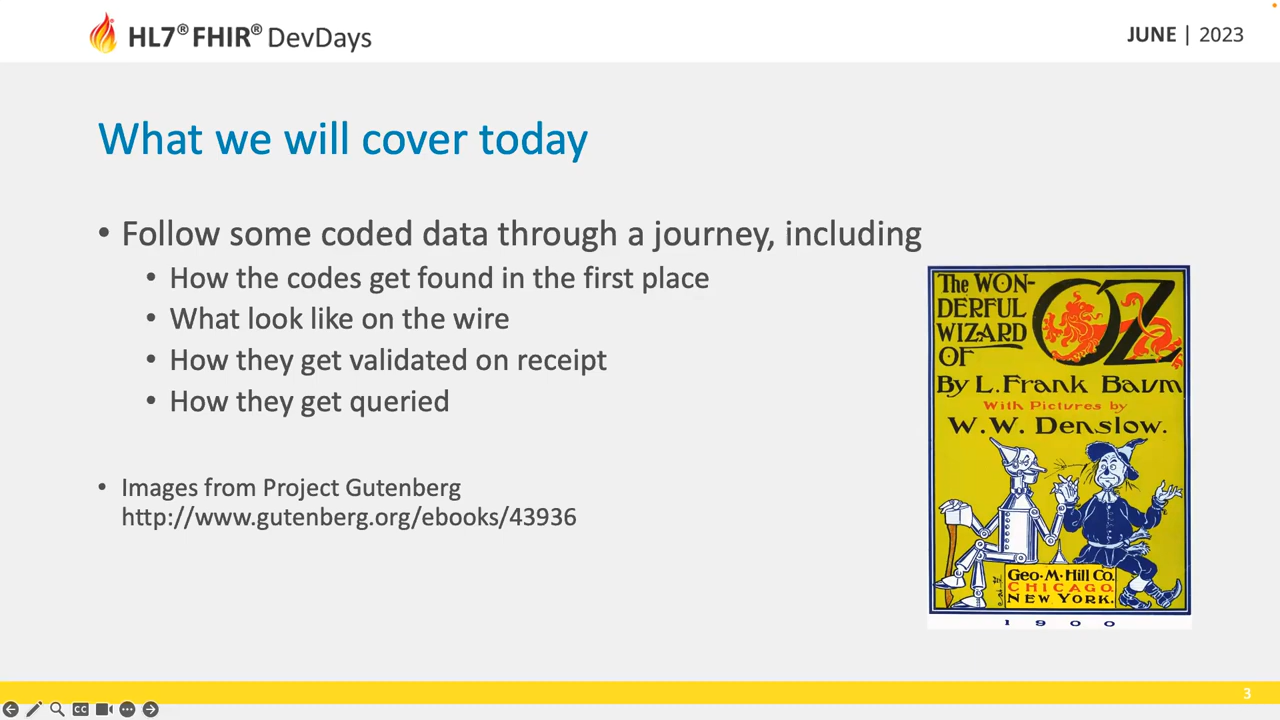 HL7® FHIR® DevDays
JUNE | 2023
What we will cover today
• Follow some coded data through a journey, including
• How the codes get found in the first place
• What look like on the wire
• How they get validated on receipt
• How they get queried
• Images from Project Gutenberg
http://www.gutenberg.org/ebooks/43936
The WON-
DERFUL
WIZARD
OF
OZ
By L. Frank Baum
With Pictures by
W. W. Denslow.
Geo. M. Hill Co.
CHICAGO.
NEW YORK.
1900
3
CC